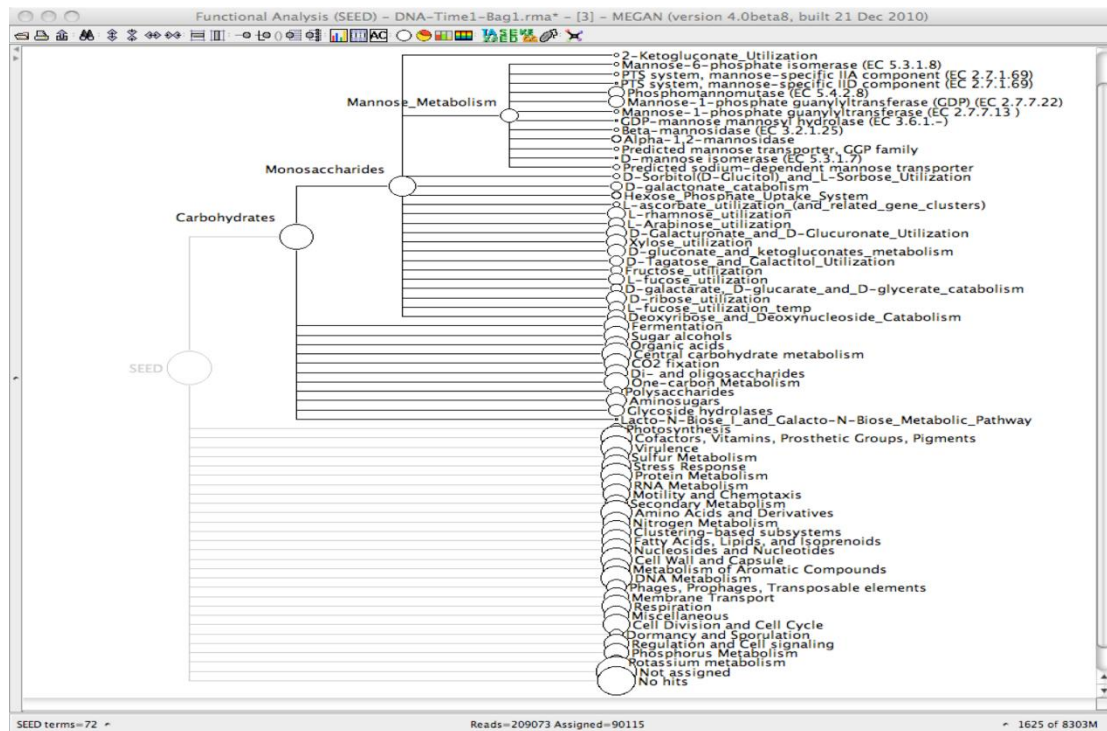 Functional Analysis (SEED) - DNA-Time1-Bag1.rma* - [3] - MEGAN (version 4.0beta8, built 21 Dec 2010)
AC
2-Ketogluconate_Utilization
Mannose-6-phosphate isomerase (EC 5.3.1.8)
PTS system, mannose-specific IIA component (EC 2.7.1.69)
PTS system, mannose-specific IID component (EC 2.7.1.69)
Phosphomannomutase (EC 5.4.2.8)
Mannose_Metabolism
Mannose-1-phosphate guanylyltransferase (GDP) (EC 2.7.7.22)
Mannose-1-phosphate guanylyltransferase (EC 2.7.7.13 )
GDP-mannose mannosyl hydrolase (EC 3.6.1.-)
Beta-mannosidase (EC 3.2.1.25)
Alpha-1,2-mannosidase
Predicted mannose transporter, GGP family
D-mannose isomerase (EC 5.3.1.7)
Predicted sodium-dependent mannose transporter
Monosaccharides
D-Sorbitol(D-Glucitol)_and_L-Sorbose_Utilization
D-galactonate_catabolism
Hexose_Phosphate_Uptake_System
L-ascorbate_utilization_(and_related_gene_clusters)
L-rhamnose_utilization
Carbohydrates
L-Arabinose_utilization
D-Galacturonate_and_D-Glucuronate_Utilization
Xylose_utilization
D-gluconate_and_ketogluconates_metabolism
D-Tagatose_and_Galactitol_Utilization
Fructose_utilization
L-fucose_utilization
D-galactarate,_D-glucarate_and_D-glycerate_catabolism
D-ribose_utilization
L-fucose_utilization_temp
Deoxyribose_and_Deoxynucleoside_Catabolism
Fermentation
Sugar alcohols
Organic acids
Central carbohydrate metabolism
CO2 fixation
SEED
Di- and oligosaccharides
One-carbon Metabolism
Polysaccharides
Aminosugars
Glycoside hydrolases
Lacto-N-Biose_I_and_Galacto-N-Biose_Metabolic_Pathway
Photosynthesis
Cofactors, Vitamins, Prosthetic Groups, Pigments
Virulence
Sulfur Metabolism
Stress Response
Protein Metabolism
RNA Metabolism
Motility and Chemotaxis
Secondary Metabolism
Amino Acids and Derivatives
Nitrogen Metabolism
Clustering-based subsystems
Fatty Acids, Lipids, and Isoprenoids
Nucleosides and Nucleotides
Cell Wall and Capsule
Metabolism of Aromatic Compounds
DNA Metabolism
Phages, Prophages, Transposable elements
Membrane Transport
Respiration
Miscellaneous
Cell Division and Cell Cycle
Dormancy and Sporulation
Regulation and Cell signaling
Phosphorus Metabolism
Potassium metabolism
Not assigned
No hits
SEED terms=72
Reads=209073 Assigned=90115
1625 of 8303M